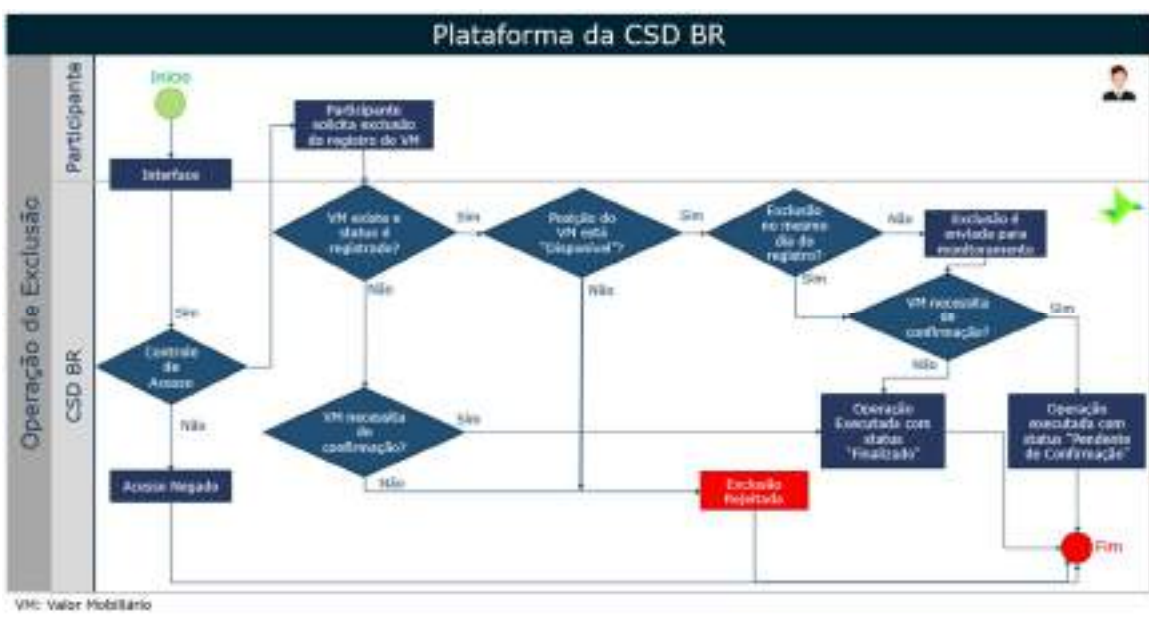 Plataforma da CSD BR
Operação de Exclusão
Participante
CSD BR
Início
Interface
Participante
solicita exclusão
do registro do VM
VM existe e
status é
registrado?
Sim
Posição do
VM está
"Disponível"?
Sim
Exclusão
no mesmo
dia do
registro?
Não
Exclusão é
enviada para
monitoramento
Não
Não
Sim
VM necessita
de
confirmação?
Sim
Não
Sim
Controle
de
Acesso
Não
VM necessita
de
confirmação?
Sim
Não
Operação
Executada com
status
"Finalizado"
Operação
executada com
status "Pendente
de Confirmação"
Acesso Negado
Exclusão
Rejeitada
Fim
VM: Valor Mobiliário